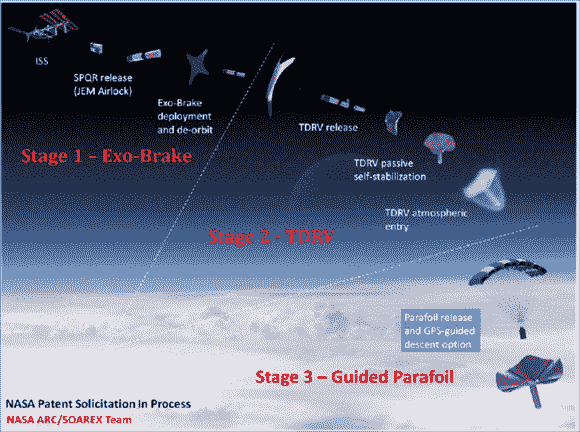 ISS
SPQR release
(JEM Airlock)
Exo-Brake
deployment
and de-orbit
TDRV release
Stage 1 – Exo-Brake
TDRV passive
self-stabilization
TDRV atmospheric
entry
Stage 2 - TDRV
Parafoil release
and GPS-guided
descent option
Stage 3 – Guided Parafoil
NASA Patent Solicitation In Process
NASA ARC/SOAREX Team